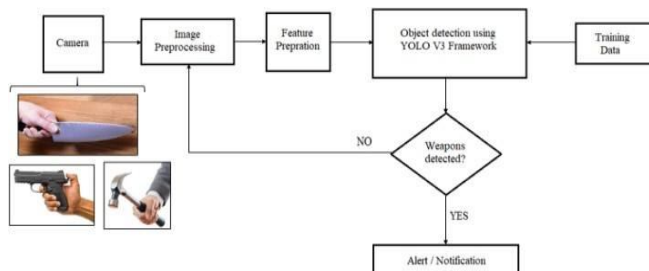 Camera
Image
Preprocessing
Feature
Prepration
Object detection using
YOLO V3 Framework
Training
Data
NO
Weapons
detected?
YES
Alert / Notification